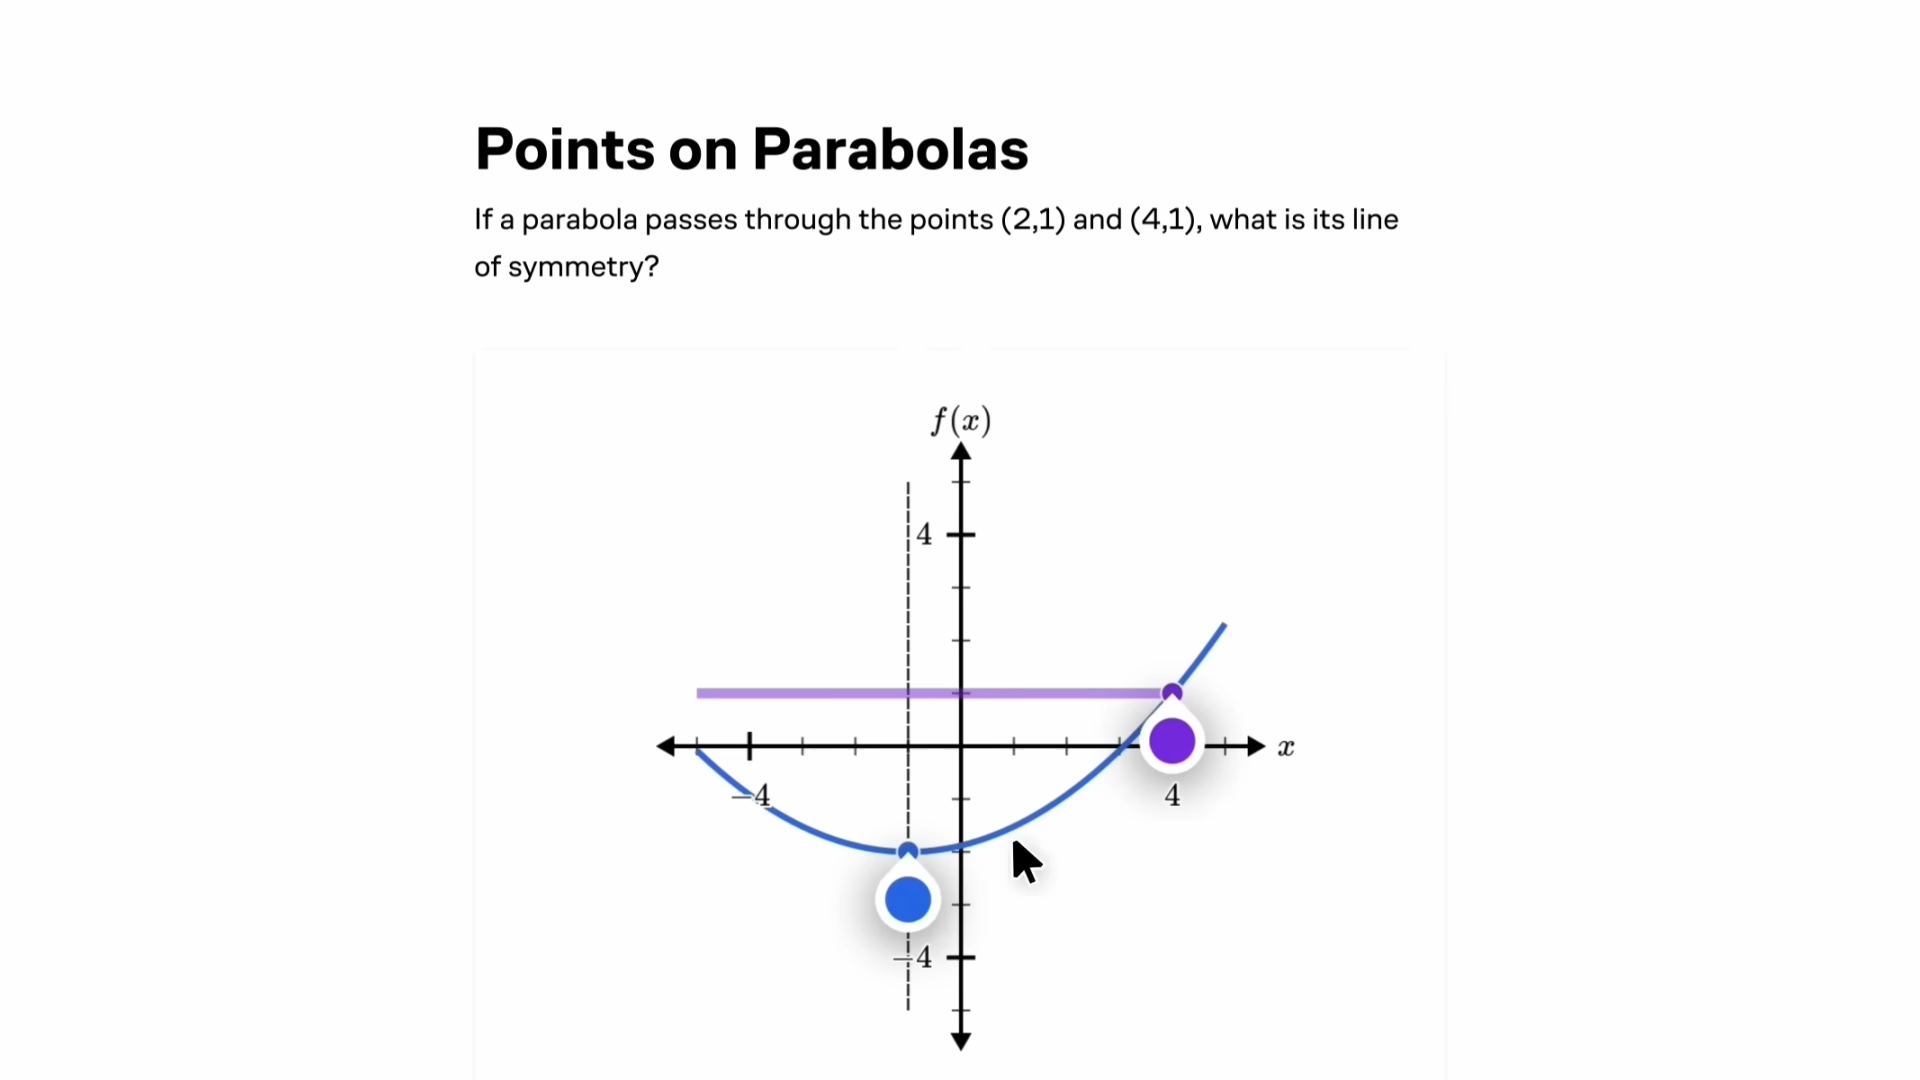 Points on Parabolas
If a parabola passes through the points (2,1) and (4,1), what is its line
of symmetry?
f(x)
4
x
−4
4
−4